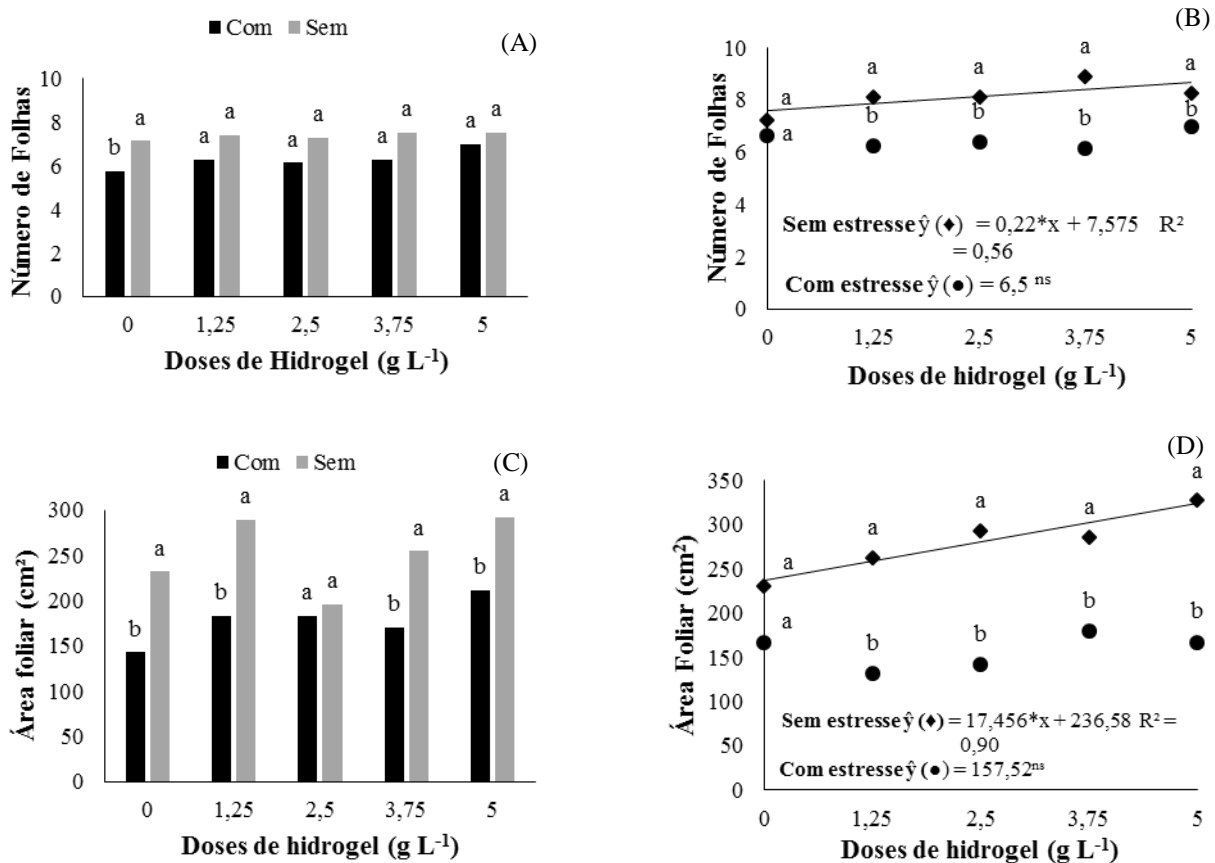 ■ Com ■ Sem
(A)
Número de Folhas
10
8
6
4
2
0
b a a a a a a a a a
0 1,25 2,5 3,75 5
Doses de Hidrogel (g L⁻¹)
(B)
Número de Folhas
10
8
6
4
2
0
a a a a a
a b b b b
Sem estresse ŷ (♦) = 0,22*x + 7,575 R²
= 0,56
Com estresse ŷ (●) = 6,5 ⁿˢ
0 1,25 2,5 3,75 5
Doses de hidrogel (g L⁻¹)
■ Com ■ Sem
(C)
Área foliar (cm²)
300
250
200
150
100
50
0
b a b a a a b a b a
0 1,25 2,5 3,75 5
Doses de hidrogel (g L⁻¹)
(D)
Área Foliar (cm²)
350
300
250
200
150
100
50
0
a a a a a
a b b b b
Sem estresse ŷ (♦) = 17,456*x + 236,58 R² =
0,90
Com estresse ŷ (●) = 157,52ⁿˢ
0 1,25 2,5 3,75 5
Doses de hidrogel (g L⁻¹)